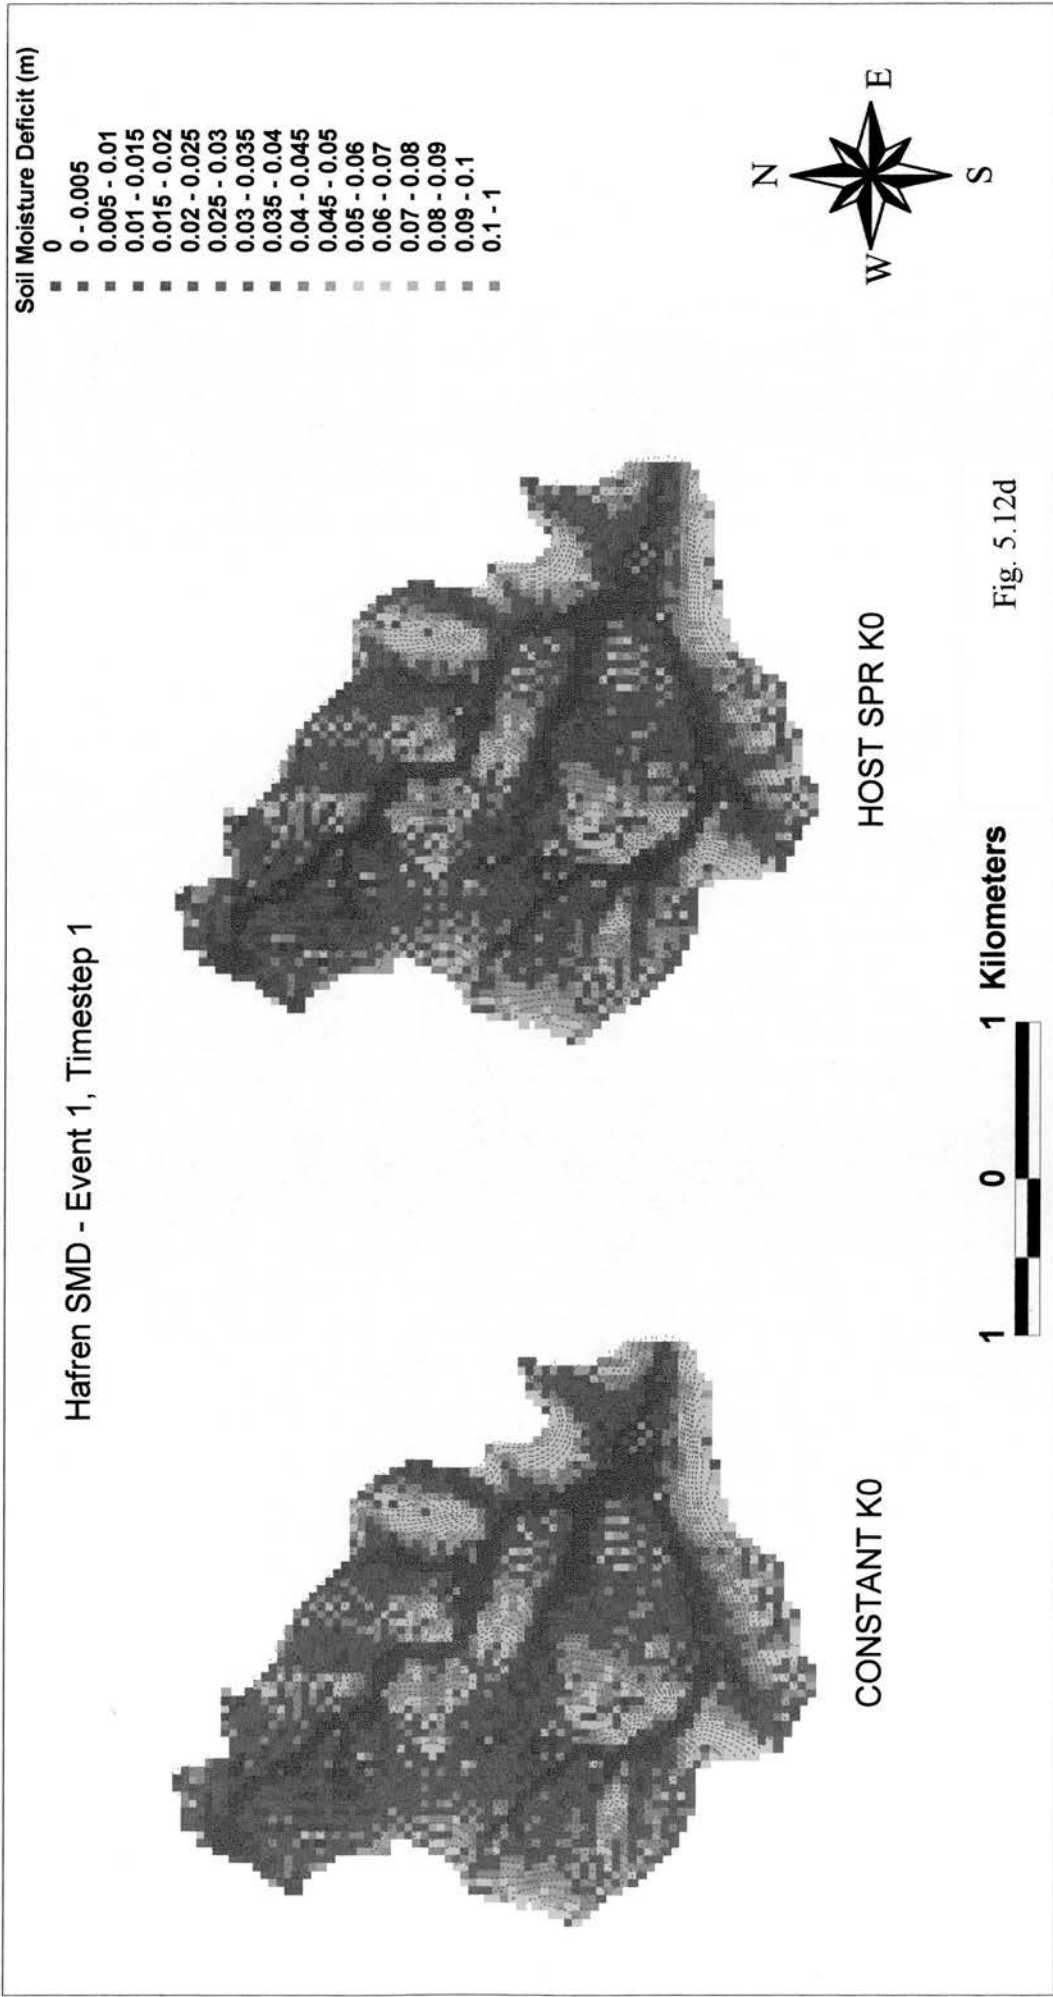 Hafren SMD - Event 1, Timestep 1
Soil Moisture Deficit (m)
0
0 - 0.005
0.005 - 0.01
0.01 - 0.015
0.015 - 0.02
0.02 - 0.025
0.025 - 0.03
0.03 - 0.035
0.035 - 0.04
0.04 - 0.045
0.045 - 0.05
0.05 - 0.06
0.06 - 0.07
0.07 - 0.08
0.08 - 0.09
0.09 - 0.1
0.1 - 1
N
W
E
S
CONSTANT K0
HOST SPR K0
1 0 1 Kilometers
Fig. 5.12d